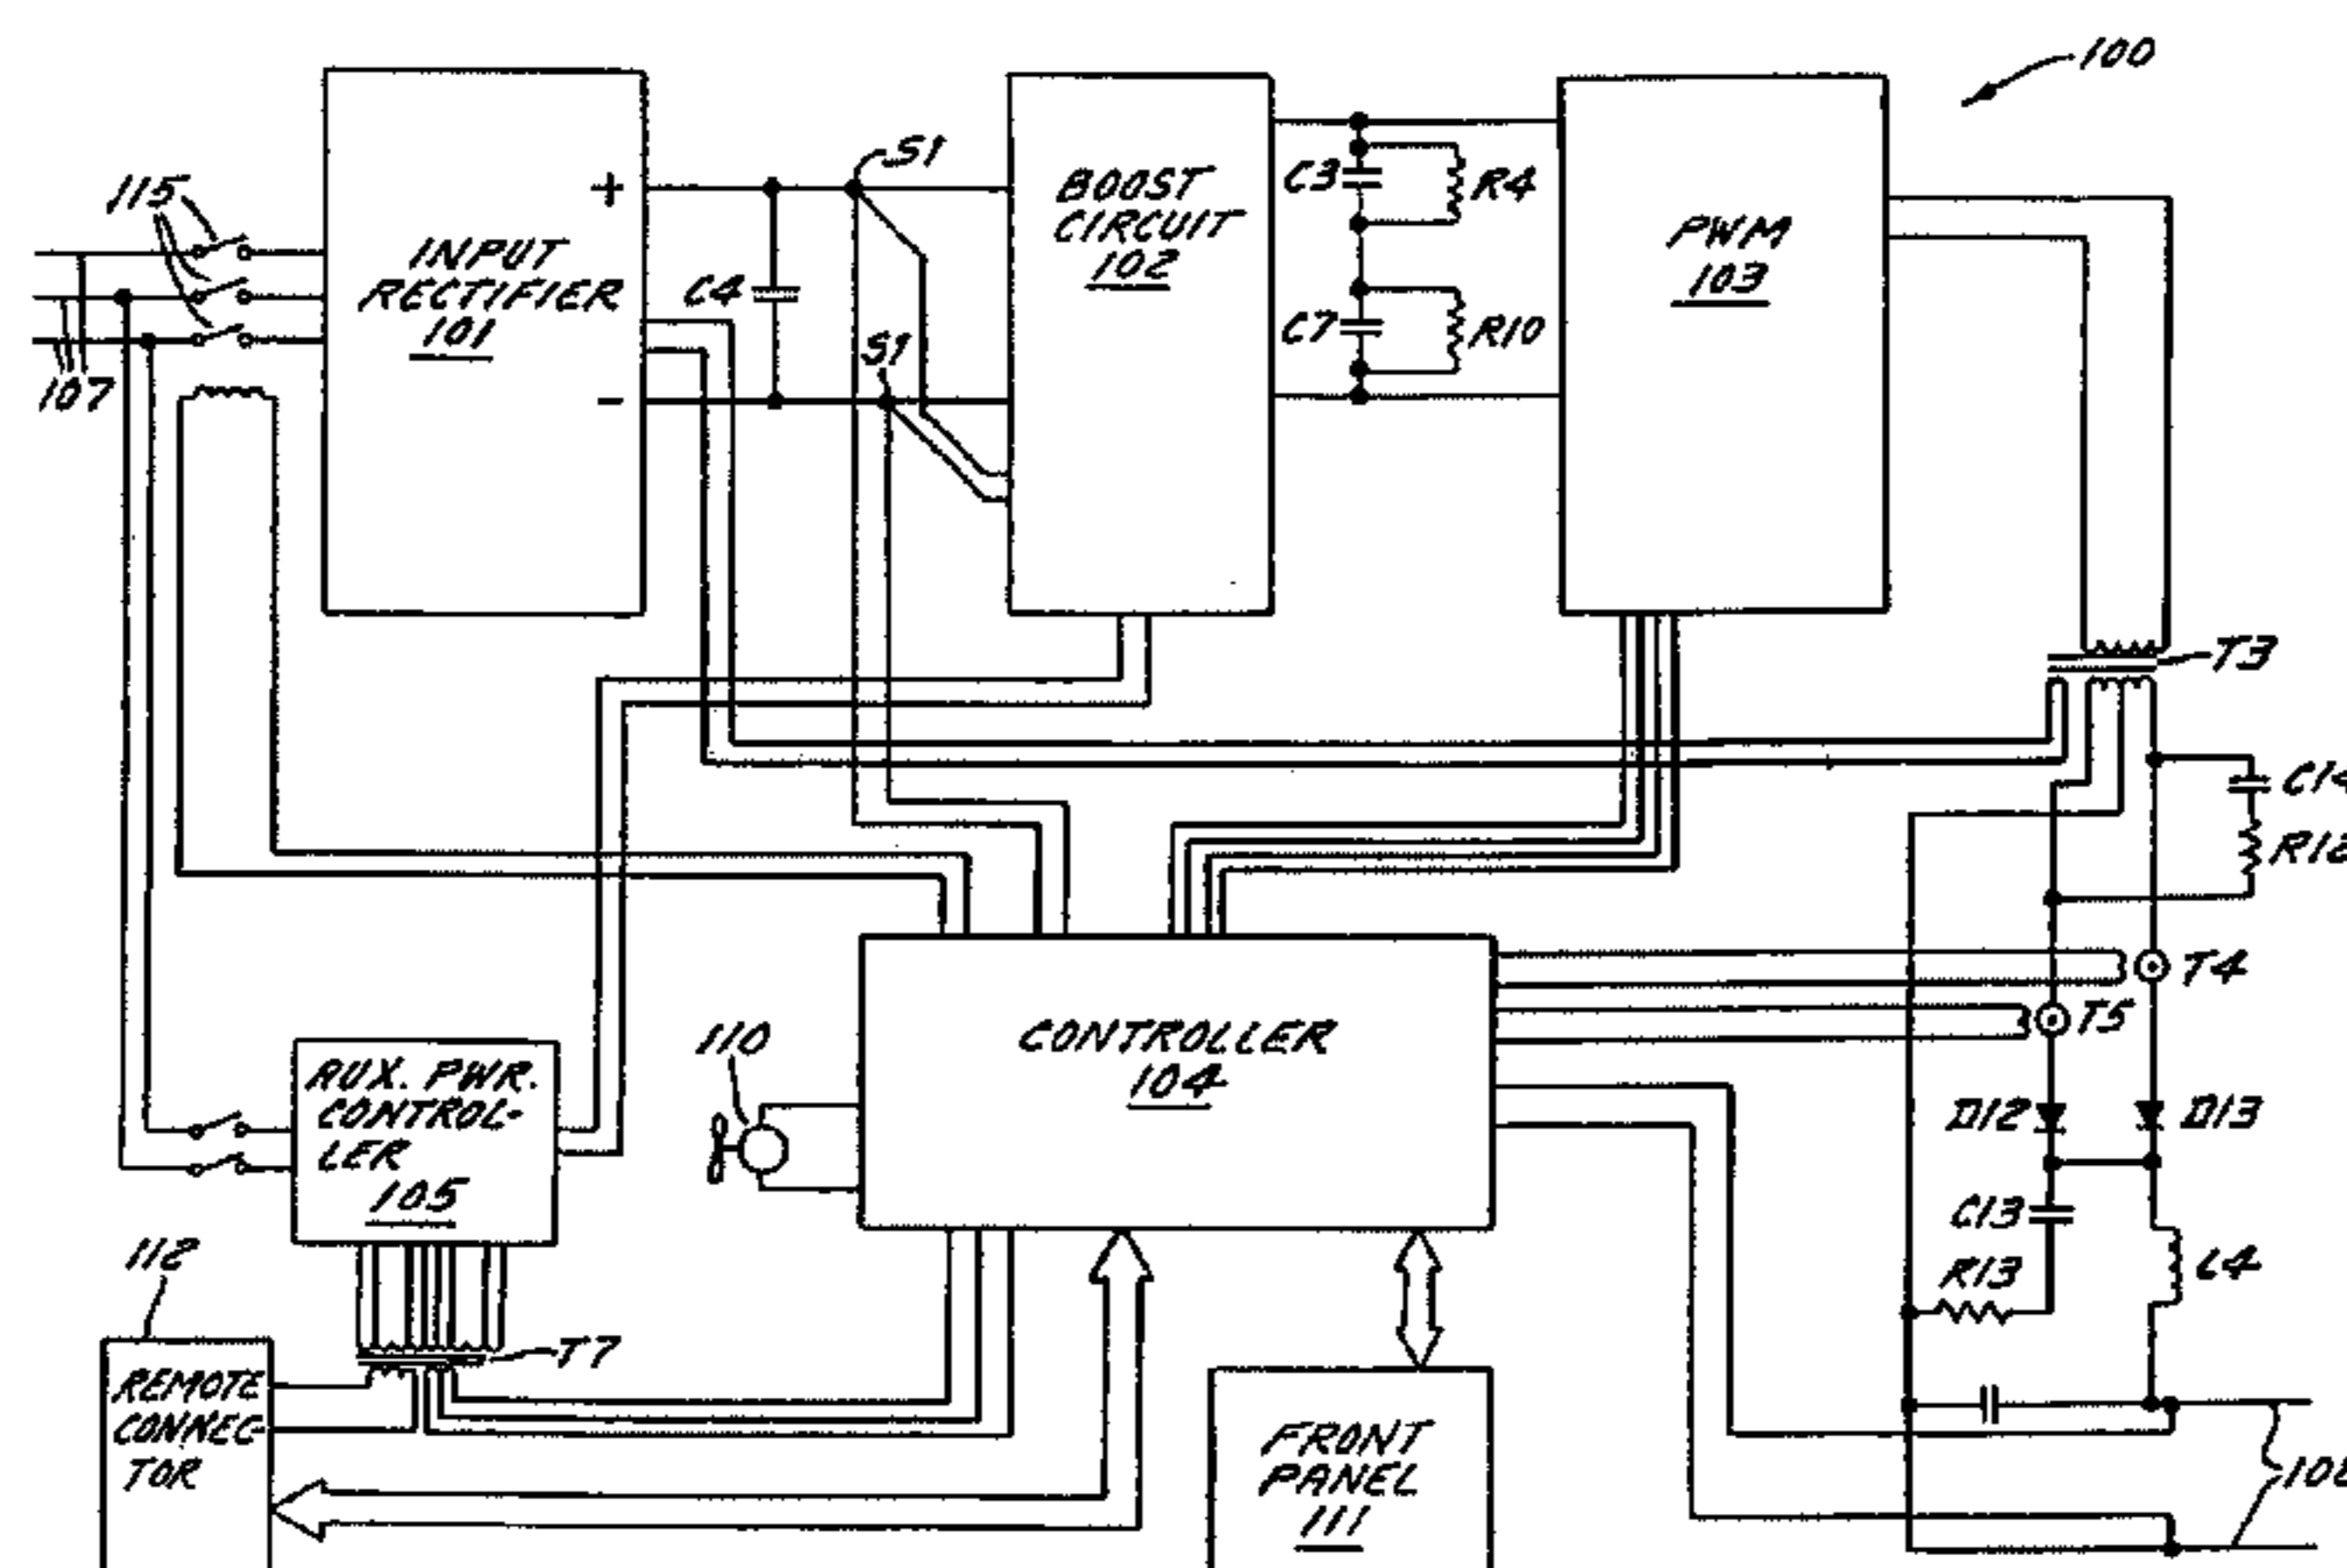 100
S1
115
BOOST
CIRCUIT
102
C3
R4
PWM
103
INPUT
RECTIFIER
101
+
-
C4
S1
C7
R10
107
T3
C14
T4
T5
110
CONTROLLER
104
AUX. PWR.
CONTROL-
LER
105
D12
D13
C13
112
R13
L4
T7
REMOTE
CONNEC-
TOR
FRONT
PANEL
111